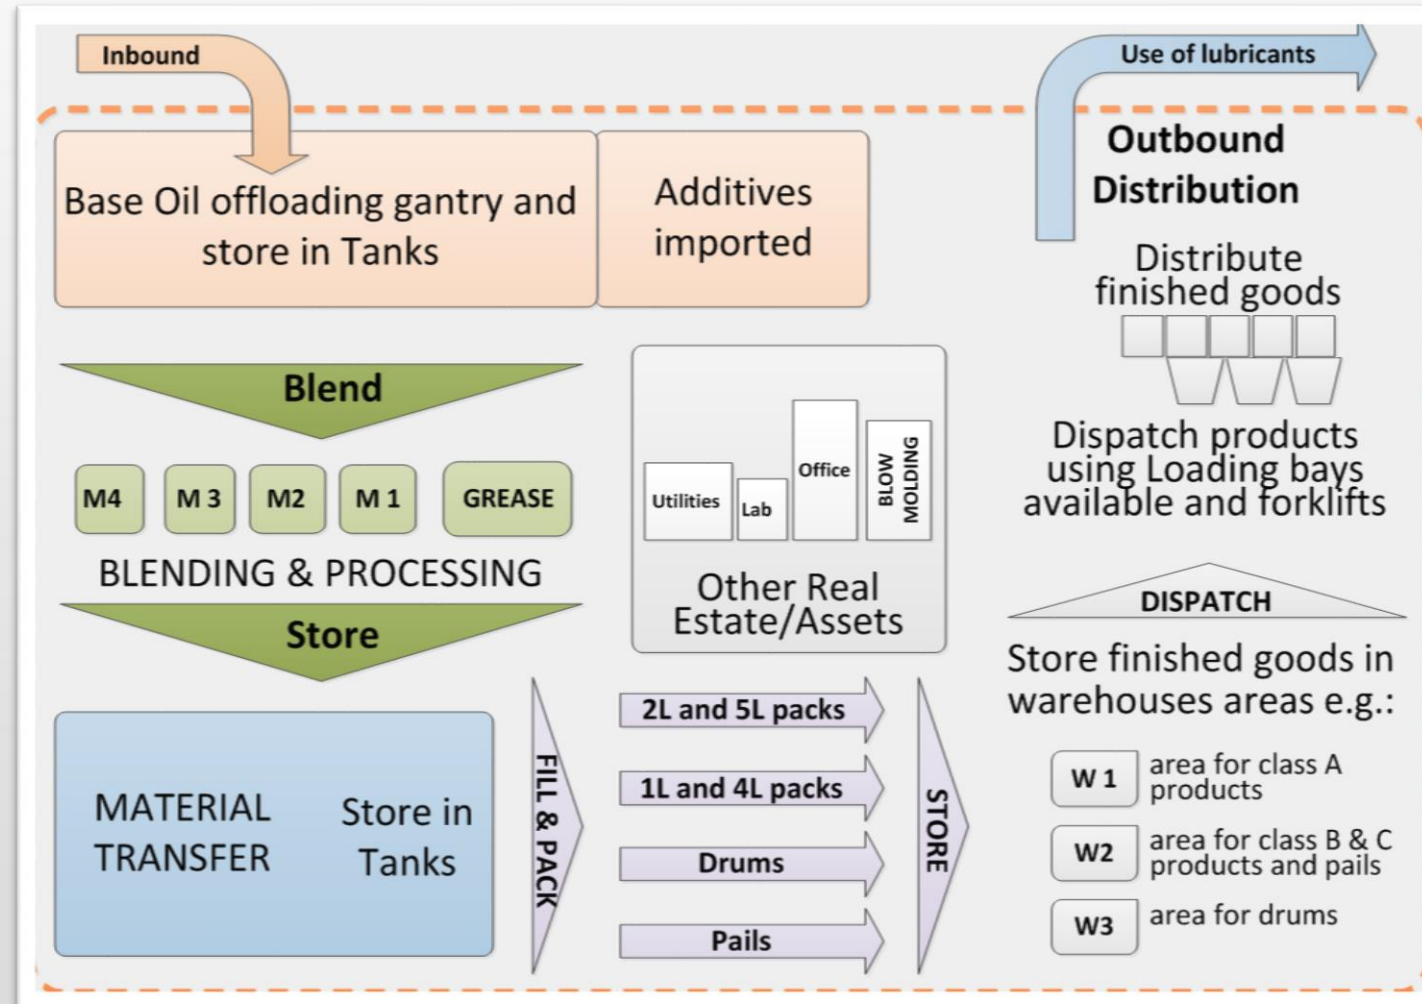 Inbound
Base Oil offloading gantry and
store in Tanks
Additives
imported
Blend
M4
M 3
M2
M 1
GREASE
BLENDING & PROCESSING
Store
MATERIAL
TRANSFER
Store in
Tanks
Utilities
Lab
Office
BLOW
MOLDING
Other Real
Estate/Assets
FILL & PACK
2L and 5L packs
1L and 4L packs
Drums
Pails
STORE
Use of lubricants
Outbound
Distribution
Distribute
finished goods
Dispatch products
using Loading bays
available and forklifts
DISPATCH
Store finished goods in
warehouses areas e.g.:
W 1
area for class A
products
W2
area for class B & C
products and pails
W3
area for drums